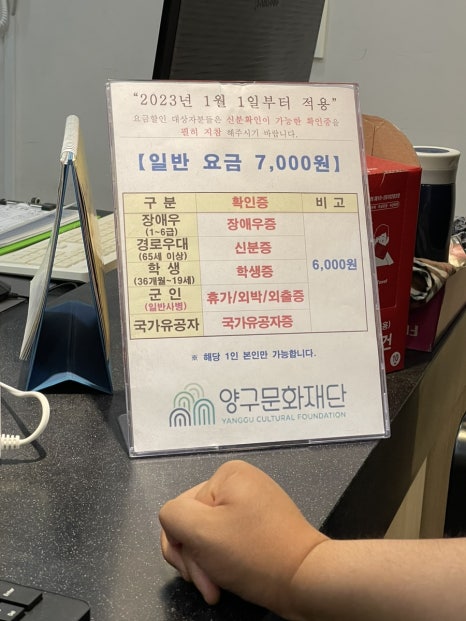 "2023년 1월 1일부터 적용"
요금할인 대상자분들은 신분확인이 가능한 확인증을
필히 지참 해주시기 바랍니다.
【일반 요금 7,000원】
구 분 확인증 비 고
장애우 장애우증
(1~6급)
경로우대 신분증
(65세 이상)
학 생 학생증 6,000원
(36개월~19세)
군 인 휴가/외박/외출증
(일반사병)
국가유공자 국가유공자증
※ 해당 1인 본인만 가능합니다.
양구문화재단
YANGGU CULTURAL FOUNDATION